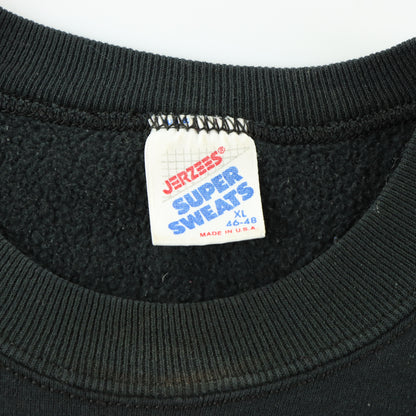 JERZEES®
SUPER
SWEATS
XL
46-48
MADE IN U.S.A.